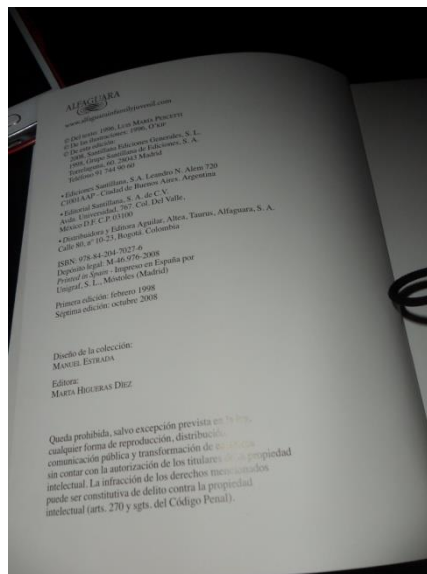 ALFAGUARA
www.alfaguarainfantilyjuvenil.com
© Del texto: 1996, LUIS MARÍA PESCETTI
© De las ilustraciones: 1996, O'KIF
© De esta edición:
2008, Santillana Ediciones Generales, S. L.
1998, Grupo Santillana de Ediciones, S. A.
Torrelaguna, 60. 28043 Madrid
Teléfono: 91 744 90 60
• Ediciones Santillana, S.A. Leandro N. Alem 720
C1001AAP - Ciudad de Buenos Aires. Argentina
• Editorial Santillana, S. A. de C.V.
Avda. Universidad, 767. Col. Del Valle,
México D.F. C.P. 03100
• Distribuidora y Editora Aguilar, Altea, Taurus, Alfaguara, S. A.
Calle 80, nº 10-23, Bogotá. Colombia
ISBN: 978-84-204-7027-6
Depósito legal: M-46.976-2008
Printed in Spain - Impreso en España por
Unigraf, S. L., Móstoles (Madrid)
Primera edición: febrero 1998
Séptima edición: octubre 2008
Diseño de la colección:
MANUEL ESTRADA
Editora:
MARTA HIGUERAS DÍEZ
Queda prohibida, salvo excepción prevista en la ley,
cualquier forma de reproducción, distribución,
comunicación pública y transformación de
sin contar con la autorización de los titulares de propiedad
intelectual. La infracción de los derechos mencionados
puede ser constitutiva de delito contra la propiedad
intelectual (arts. 270 y sgts. del Código Penal).